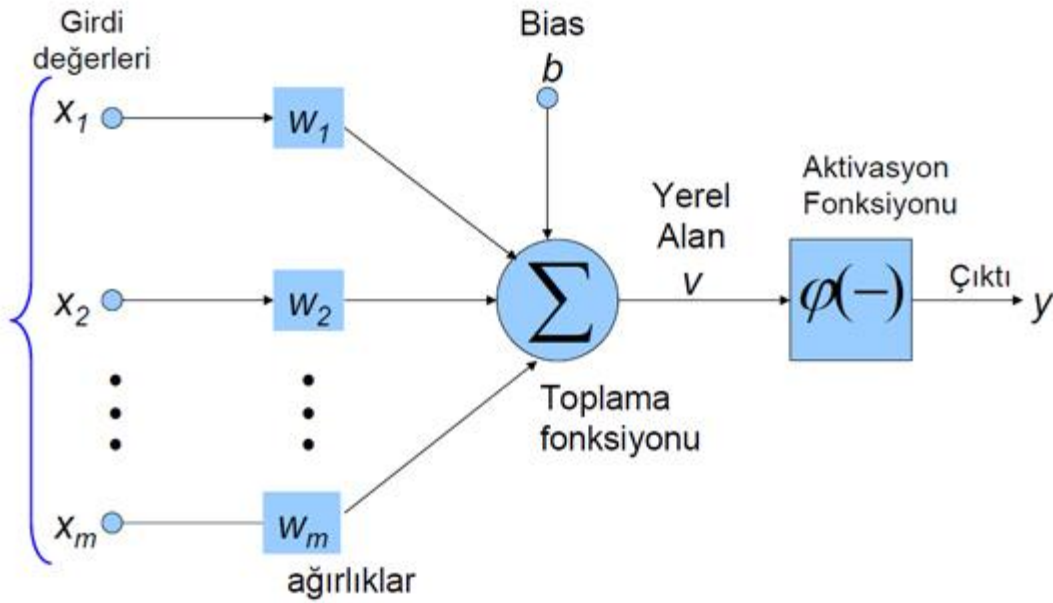 Girdi
değerleri
x1
w1
x2
w2
xm
wm
ağırlıklar
Bias
b
∑
Toplama
fonksiyonu
Yerel
Alan
v
Aktivasyon
Fonksiyonu
φ(−)
Çıktı
y